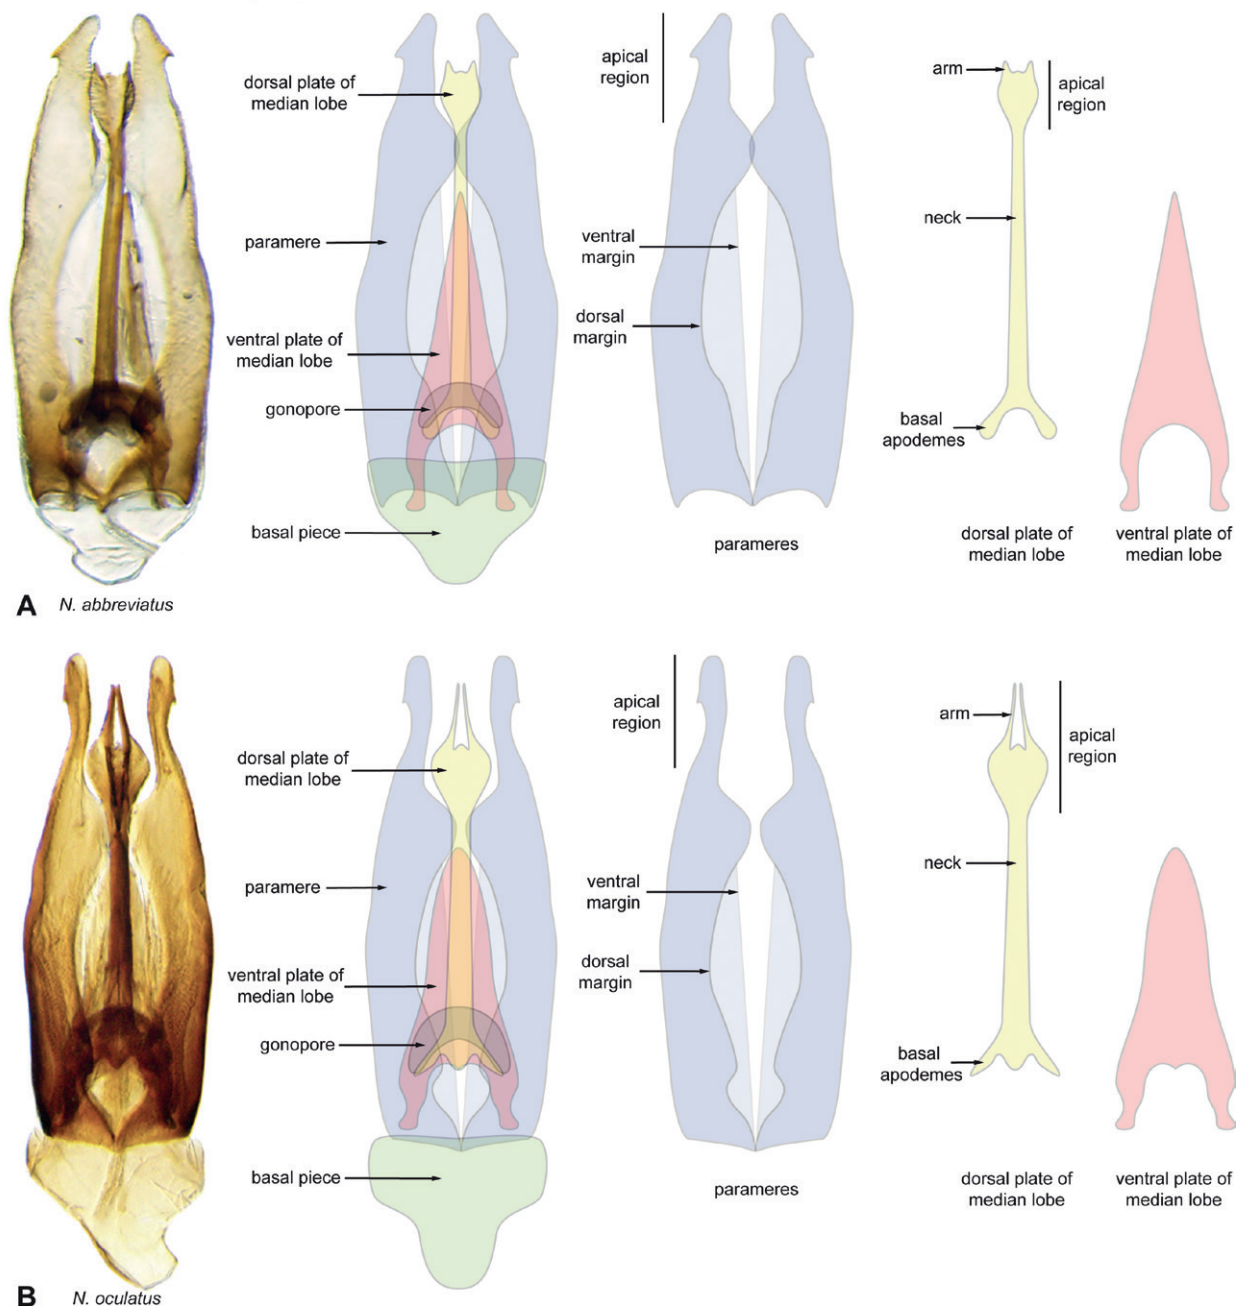 dorsal plate of
median lobe
paramere
ventral plate of
median lobe
gonopore
basal piece
apical
region
ventral
margin
dorsal
margin
parameres
arm
apical
region
neck
basal
apodemes
dorsal plate of
median lobe
ventral plate of
median lobe
A N. abbreviatus
dorsal plate of
median lobe
paramere
ventral plate of
median lobe
gonopore
basal piece
apical
region
ventral
margin
dorsal
margin
parameres
arm
apical
region
neck
basal
apodemes
dorsal plate of
median lobe
ventral plate of
median lobe
B N. oculatus